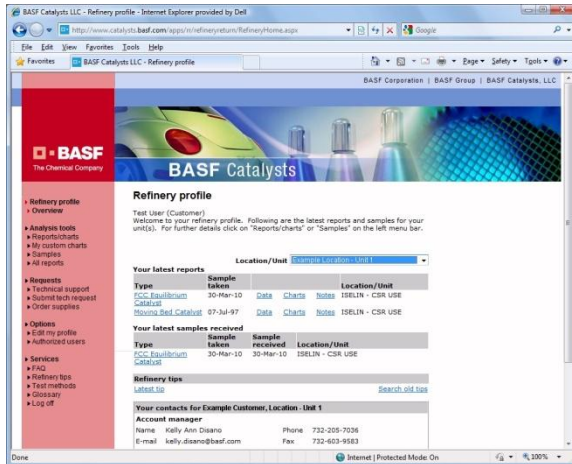 BASF Catalysts LLC - Refinery profile - Internet Explorer provided by Dell
http://www.catalysts.basf.com/apps/rr/refineryreturn/RefineryHome.aspx
Google
File Edit View Favorites Tools Help
Favorites BASF Catalysts LLC - Refinery profile
Page Safety Tools
BASF Corporation | BASF Group | BASF Catalysts, LLC
BASF
The Chemical Company
BASF Catalysts
Refinery profile
Overview
Analysis tools
Reports/charts
My custom charts
Samples
All reports
Requests
Technical support
Submit tech request
Order supplies
Options
Edit my profile
Authorized users
Services
FAQ
Refinery tips
Test methods
Glossary
Log off
Refinery profile
Test User (Customer)
Welcome to your refinery profile. Following are the latest reports and samples for your
unit(s). For further details click on "Reports/charts" or "Samples" on the left menu bar.
Location/Unit Example Location - Unit 1
Your latest reports
Type Sample taken Location/Unit
FCC Equilibrium Catalyst 30-Mar-10 Data Charts Notes ISELIN - CSR USE
Moving Bed Catalyst 07-Jul-97 Data Charts Notes ISELIN - CSR USE
Your latest samples received
Type Sample taken Sample received Location/Unit
FCC Equilibrium Catalyst 30-Mar-10 30-Mar-10 ISELIN - CSR USE
Refinery tips
Latest tip Search old tips
Your contacts for Example Customer, Location - Unit 1
Account manager
Name Kelly Ann Disano Phone 732-205-7036
E-mail kelly.disano@basf.com Fax 732-603-9583
Done Internet | Protected Mode: On 100%